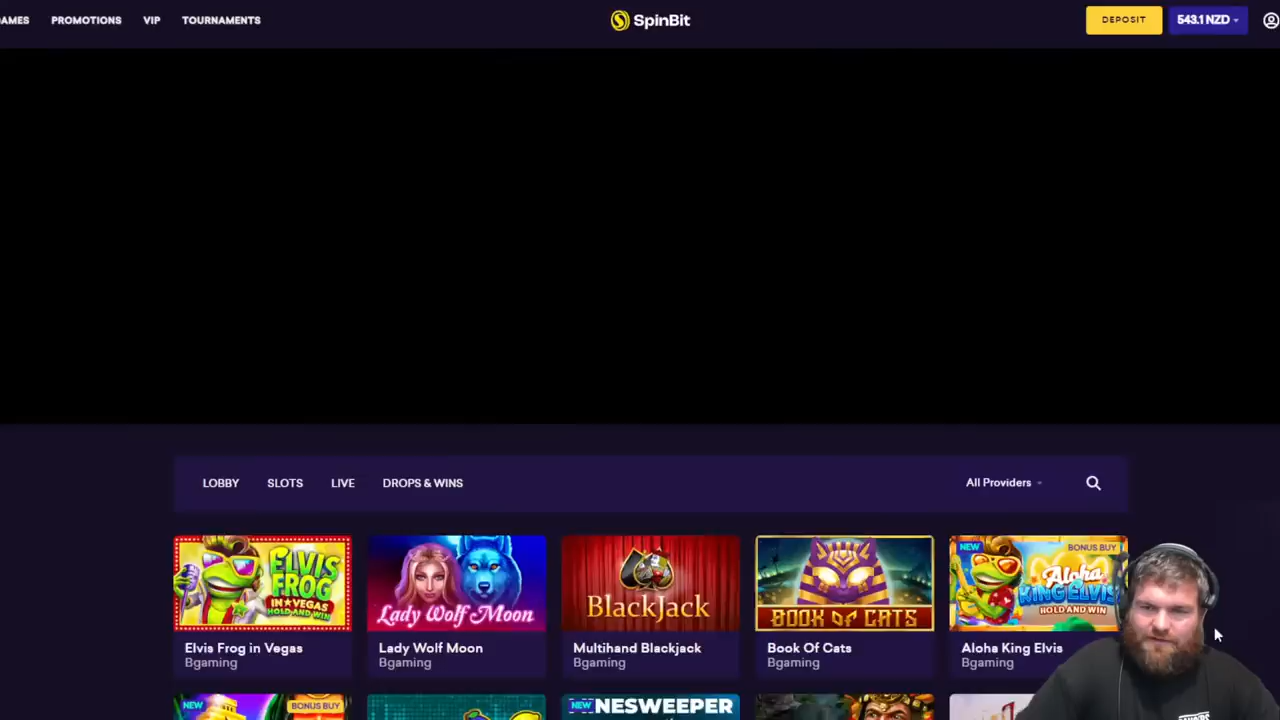 GAMES
PROMOTIONS
VIP
TOURNAMENTS
SpinBit
DEPOSIT
543.1 NZD
LOBBY
SLOTS
LIVE
DROPS & WINS
All Providers
ELVIS
FROG
IN VEGAS
HOLD AND WIN
Lady Wolf Moon
BLACKJACK
BOOK OF CATS
NEW
BONUS BUY
Aloha
KING ELVIS
HOLD AND WIN
Elvis Frog in Vegas
Bgaming
Lady Wolf Moon
Bgaming
Multihand Blackjack
Bgaming
Book Of Cats
Bgaming
Aloha King Elvis
Bgaming
NEW
BONUS BUY
NEW
NESWEEPER